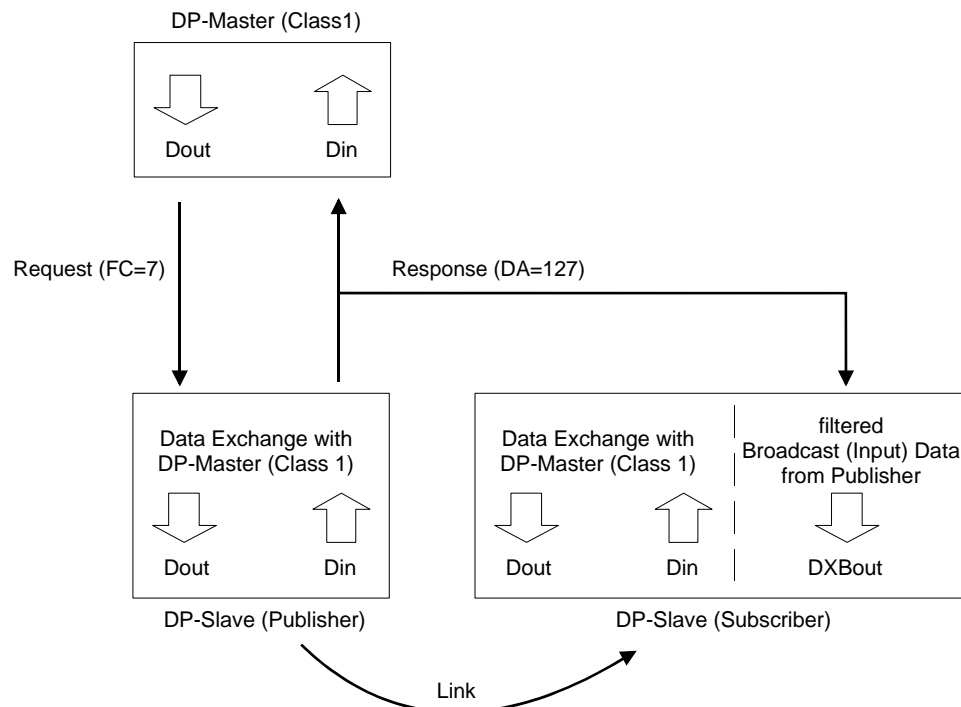 DP-Master (Class1)
Dout
Din
Request (FC=7)
Response (DA=127)
Data Exchange with
DP-Master (Class 1)
Dout
Din
DP-Slave (Publisher)
Data Exchange with
DP-Master (Class 1)
Dout
Din
filtered
Broadcast (Input) Data
from Publisher
DXBout
DP-Slave (Subscriber)
Link